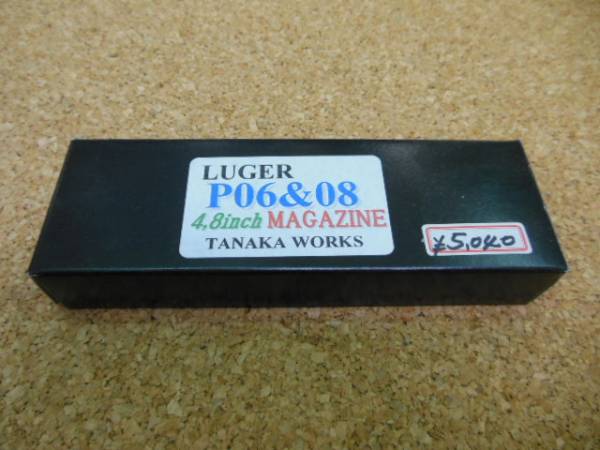 LUGER
P06&08
4,8inch MAGAZINE
TANAKA WORKS
¥5,040